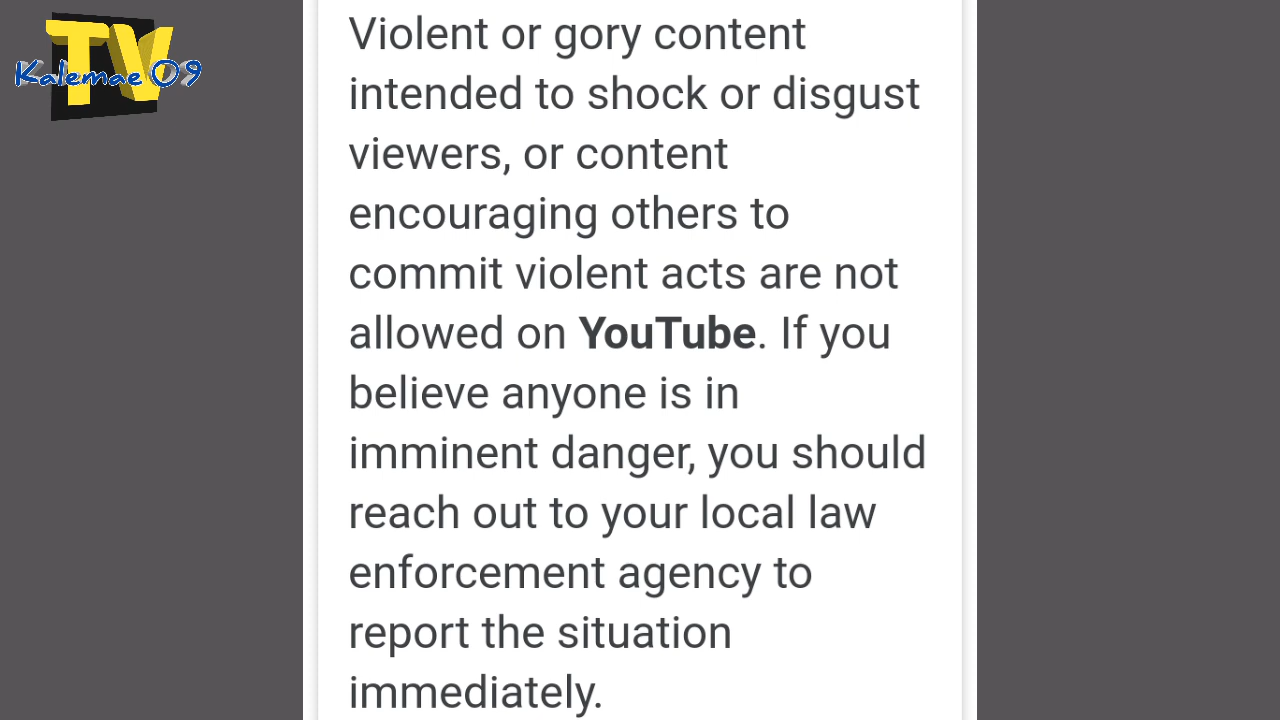 TV
Kalemae 09
Violent or gory content
intended to shock or disgust
viewers, or content
encouraging others to
commit violent acts are not
allowed on YouTube. If you
believe anyone is in
imminent danger, you should
reach out to your local law
enforcement agency to
report the situation
immediately.